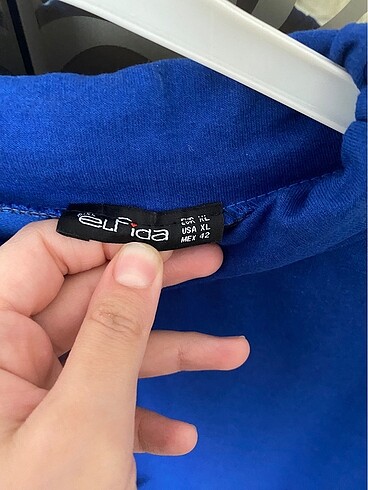 elfida
EUR XL
USA XL
MEX 42